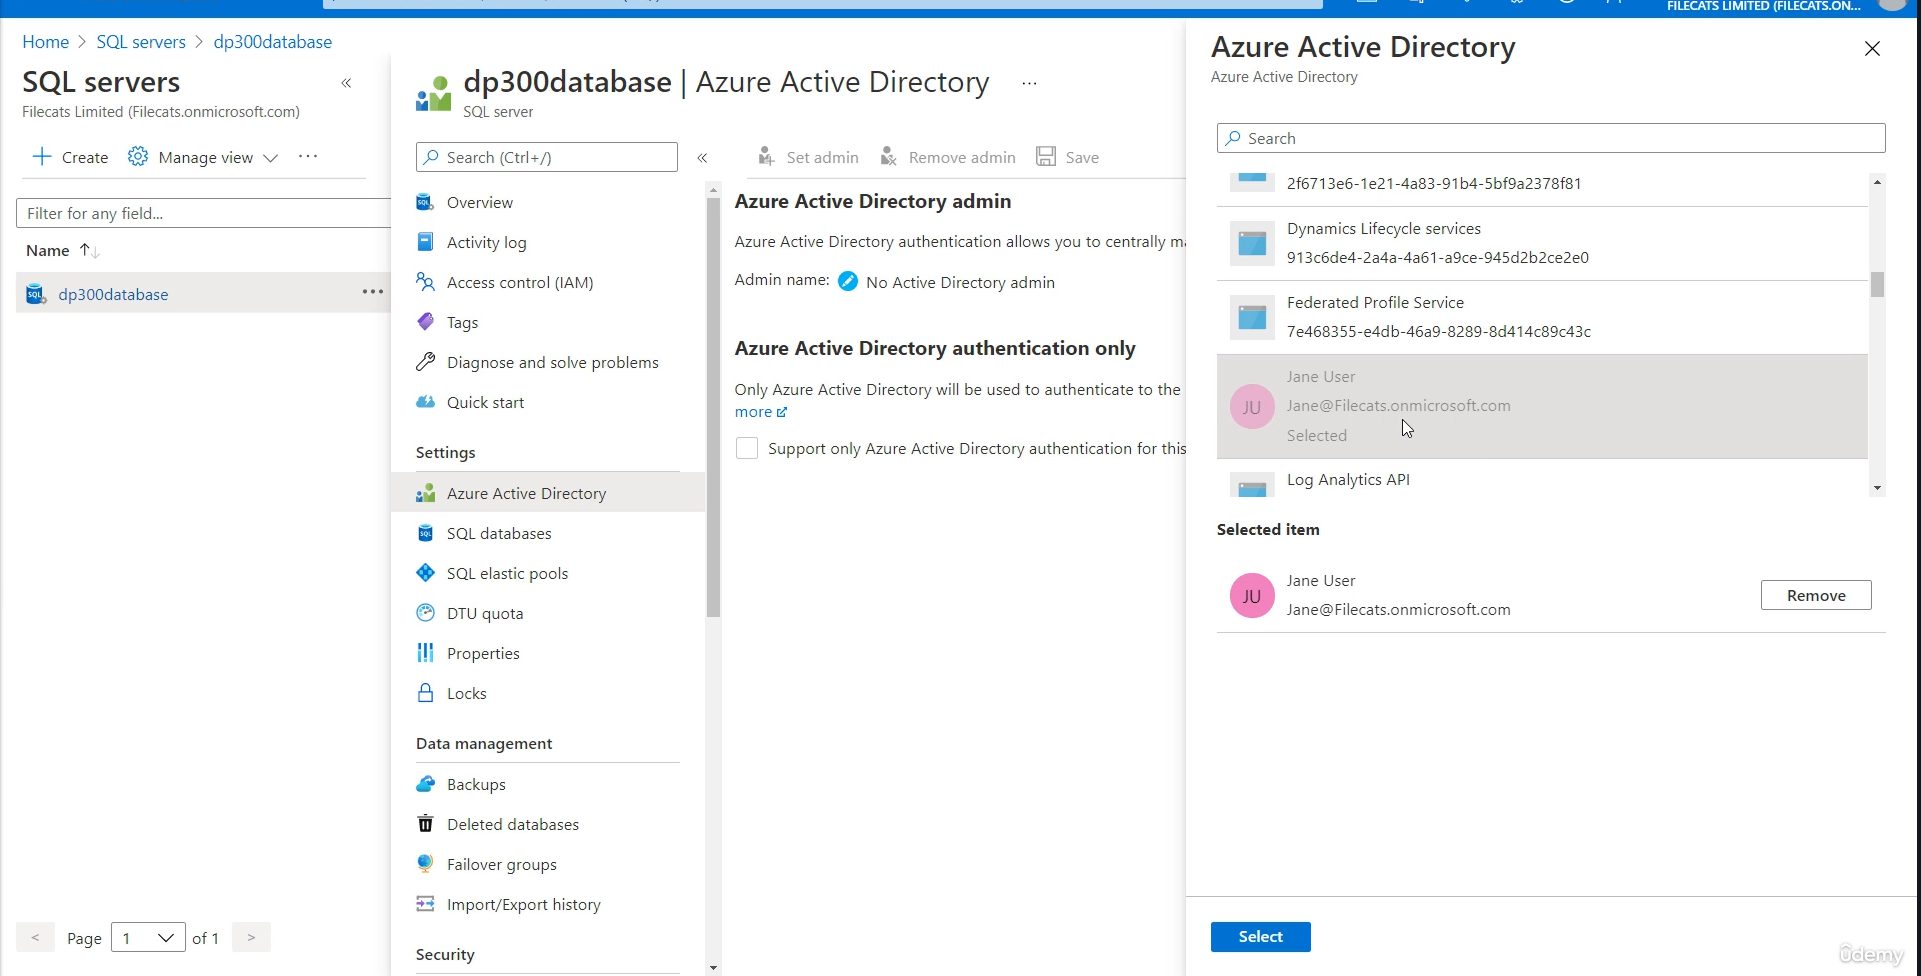 FILECATS LIMITED (FILECATS.ON...
Home > SQL servers > dp300database
SQL servers
Filecats Limited (Filecats.onmicrosoft.com)
Create
Manage view
Filter for any field...
Name
dp300database
Page 1 of 1
dp300database | Azure Active Directory
SQL server
Search (Ctrl+/)
Overview
Activity log
Access control (IAM)
Tags
Diagnose and solve problems
Quick start
Settings
Azure Active Directory
SQL databases
SQL elastic pools
DTU quota
Properties
Locks
Data management
Backups
Deleted databases
Failover groups
Import/Export history
Security
Set admin
Remove admin
Save
Azure Active Directory admin
Azure Active Directory authentication allows you to centrally ma
Admin name: No Active Directory admin
Azure Active Directory authentication only
Only Azure Active Directory will be used to authenticate to the
more
Support only Azure Active Directory authentication for this
Azure Active Directory
Azure Active Directory
Search
2f6713e6-1e21-4a83-91b4-5bf9a2378f81
Dynamics Lifecycle services
913c6de4-2a4a-4a61-a9ce-945d2b2ce2e0
Federated Profile Service
7e468355-e4db-46a9-8289-8d414c89c43c
Jane User
JU
Jane@Filecats.onmicrosoft.com
Selected
Log Analytics API
Selected item
Jane User
JU
Jane@Filecats.onmicrosoft.com
Remove
Select
ûdemy